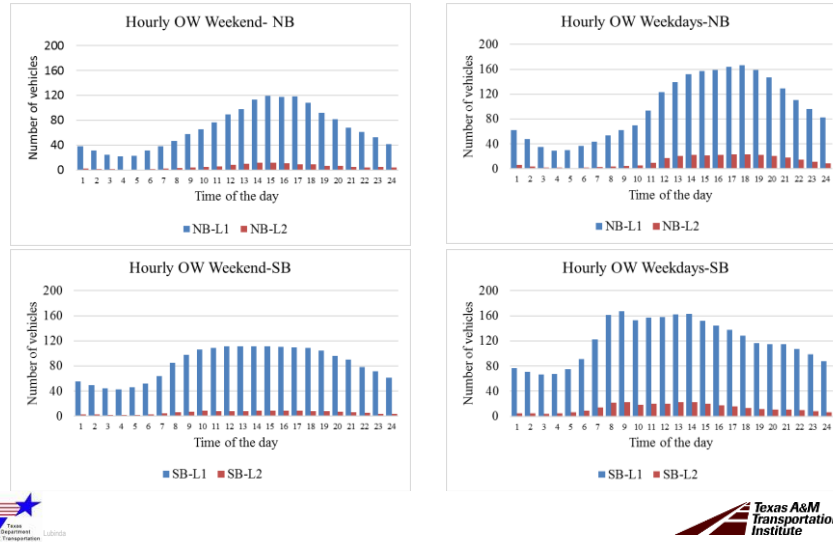 Hourly OW Weekend- NB
Number of vehicles
200
160
120
80
40
0
1 2 3 4 5 6 7 8 9 10 11 12 13 14 15 16 17 18 19 20 21 22 23 24
Time of the day
NB-L1 NB-L2
Hourly OW Weekdays-NB
Number of vehicles
200
160
120
80
40
0
1 2 3 4 5 6 7 8 9 10 11 12 13 14 15 16 17 18 19 20 21 22 23 24
Time of the day
NB-L1 NB-L2
Hourly OW Weekend-SB
Number of vehicles
200
160
120
80
40
0
1 2 3 4 5 6 7 8 9 10 11 12 13 14 15 16 17 18 19 20 21 22 23 24
Time of the day
SB-L1 SB-L2
Hourly OW Weekdays-SB
Number of vehicles
200
160
120
80
40
0
1 2 3 4 5 6 7 8 9 10 11 12 13 14 15 16 17 18 19 20 21 22 23 24
Time of the day
SB-L1 SB-L2
Texas
Department
Transportation
Lubinda
Texas A&M
Transportation
Institute